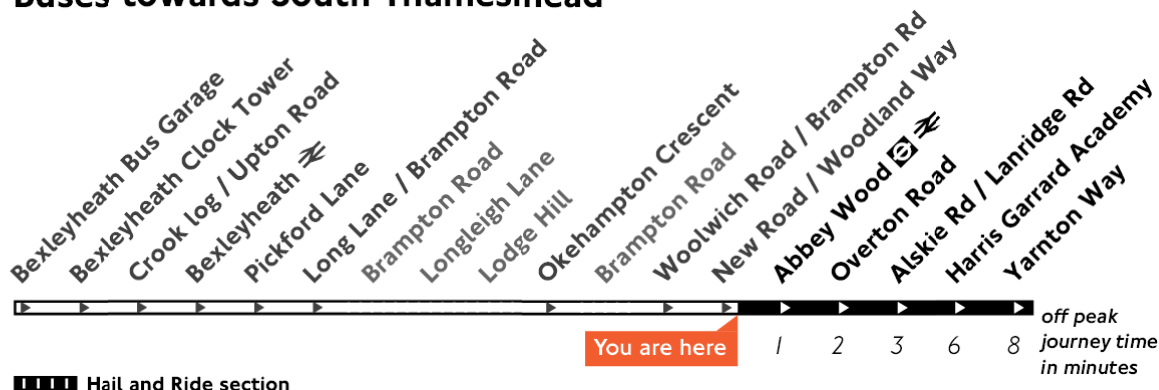 Buses towards South Thamesmead
Bexleyheath Bus Garage
Bexleyheath Clock Tower
Crook log / Upton Road
Bexleyheath
Pickford Lane
Long Lane / Brampton Road
Brampton Road
Longleigh Lane
Lodge Hill
Okehampton Crescent
Brampton Road
Woolwich Road / Brampton Rd
New Road / Woodland Way
Abbey Wood
Overton Road
Alskie Rd / Lanridge Rd
Harris Garrard Academy
Yarnton Way
You are here
1 2 3 6 8
off peak
journey time
in minutes
Hail and Ride section